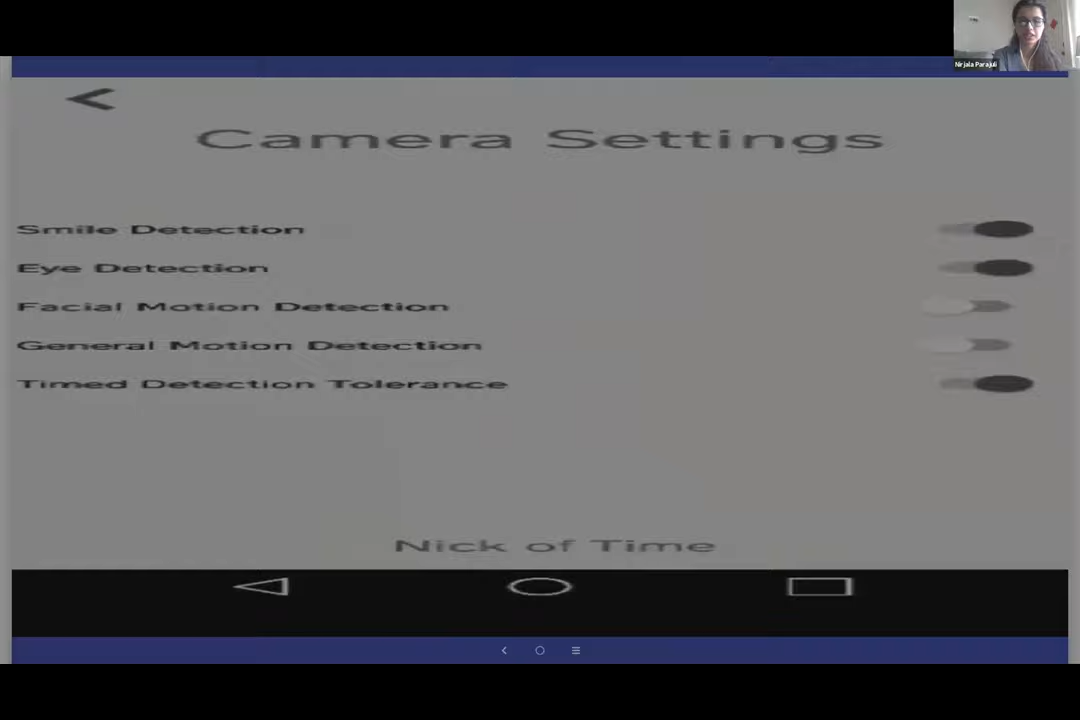 Nirjala Parajuli
Camera Settings
Smile Detection
Eye Detection
Facial Motion Detection
General Motion Detection
Timed Detection Tolerance
Nick of Time